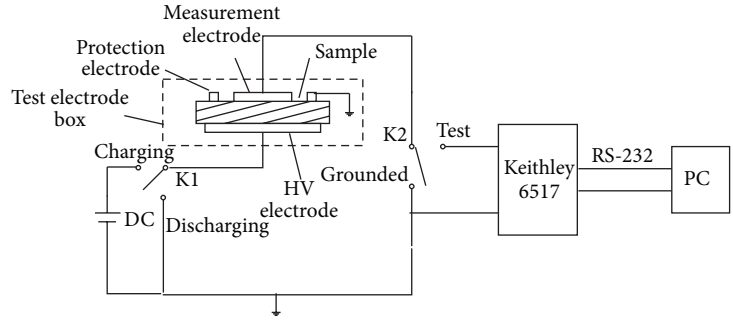 Measurement
electrode
Protection
electrode
Sample
Test electrode
box
K2
Test
Charging
K1
Grounded
HV
electrode
Keithley
6517
RS-232
PC
DC
Discharging